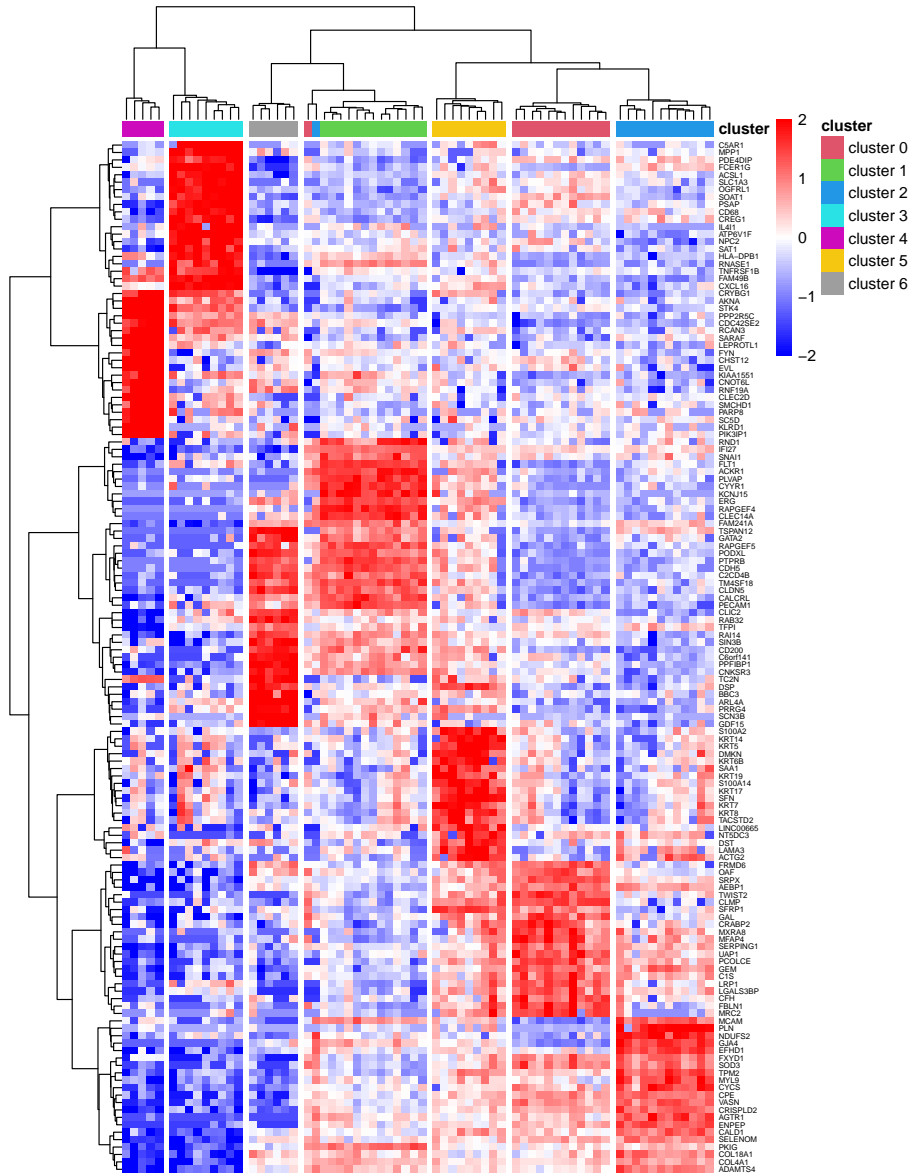 cluster
C5AR1
MPP1
PDE4DIP
FCER1G
ACSL1
SLC1A3
OGFRL1
SOAT1
PSAP
CD68
CREG1
IL4I1
ATP6V1F
NPC2
SAT1
HLA−DPB1
RNASE1
TNFRSF1B
FAM49B
CXCL16
CRYBG1
AKNA
STK4
PPP2R5C
CDC42SE2
RCAN3
SARAF
LEPROTL1
FYN
CHST12
EVL
KIAA1551
CNOT6L
RNF19A
CLEC2D
SMCHD1
PARP8
SC5D
KLRD1
PIK3IP1
RND1
IFI27
SNAI1
FLT1
ACKR1
PLVAP
CYYR1
KCNJ15
ERG
RAPGEF4
CLEC14A
FAM241A
TSPAN12
GATA2
RAPGEF5
PODXL
PTPRB
CDH5
C2CD4B
TM4SF18
CLDN5
CALCRL
PECAM1
CLIC2
RAB32
TFPI
RAI14
SIN3B
CD200
C6orf141
PPFIBP1
CNKSR3
TC2N
DSP
BBC3
ARL4A
PRRG4
SCN3B
GDF15
S100A2
KRT14
KRT5
DMKN
KRT6B
SAA1
KRT19
S100A14
KRT17
SFN
KRT7
KRT8
TACSTD2
LINC00665
NT5DC3
DST
LAMA3
ACTG2
FRMD6
OAF
SRPX
AEBP1
TWIST2
CLMP
SFRP1
GAL
CRABP2
MXRA8
MFAP4
SERPING1
UAP1
PCOLCE
GEM
C1S
LRP1
LGALS3BP
CFH
FBLN1
MRC2
MCAM
PLN
NDUFS2
GJA4
EFHD1
FXYD1
SOD3
TPM2
MYL9
CYCS
CPE
VASN
CRISPLD2
AGTR1
ENPEP
CALD1
SELENOM
PKIG
COL18A1
COL4A1
ADAMTS4
2
1
0
−1
−2
cluster
cluster 0
cluster 1
cluster 2
cluster 3
cluster 4
cluster 5
cluster 6